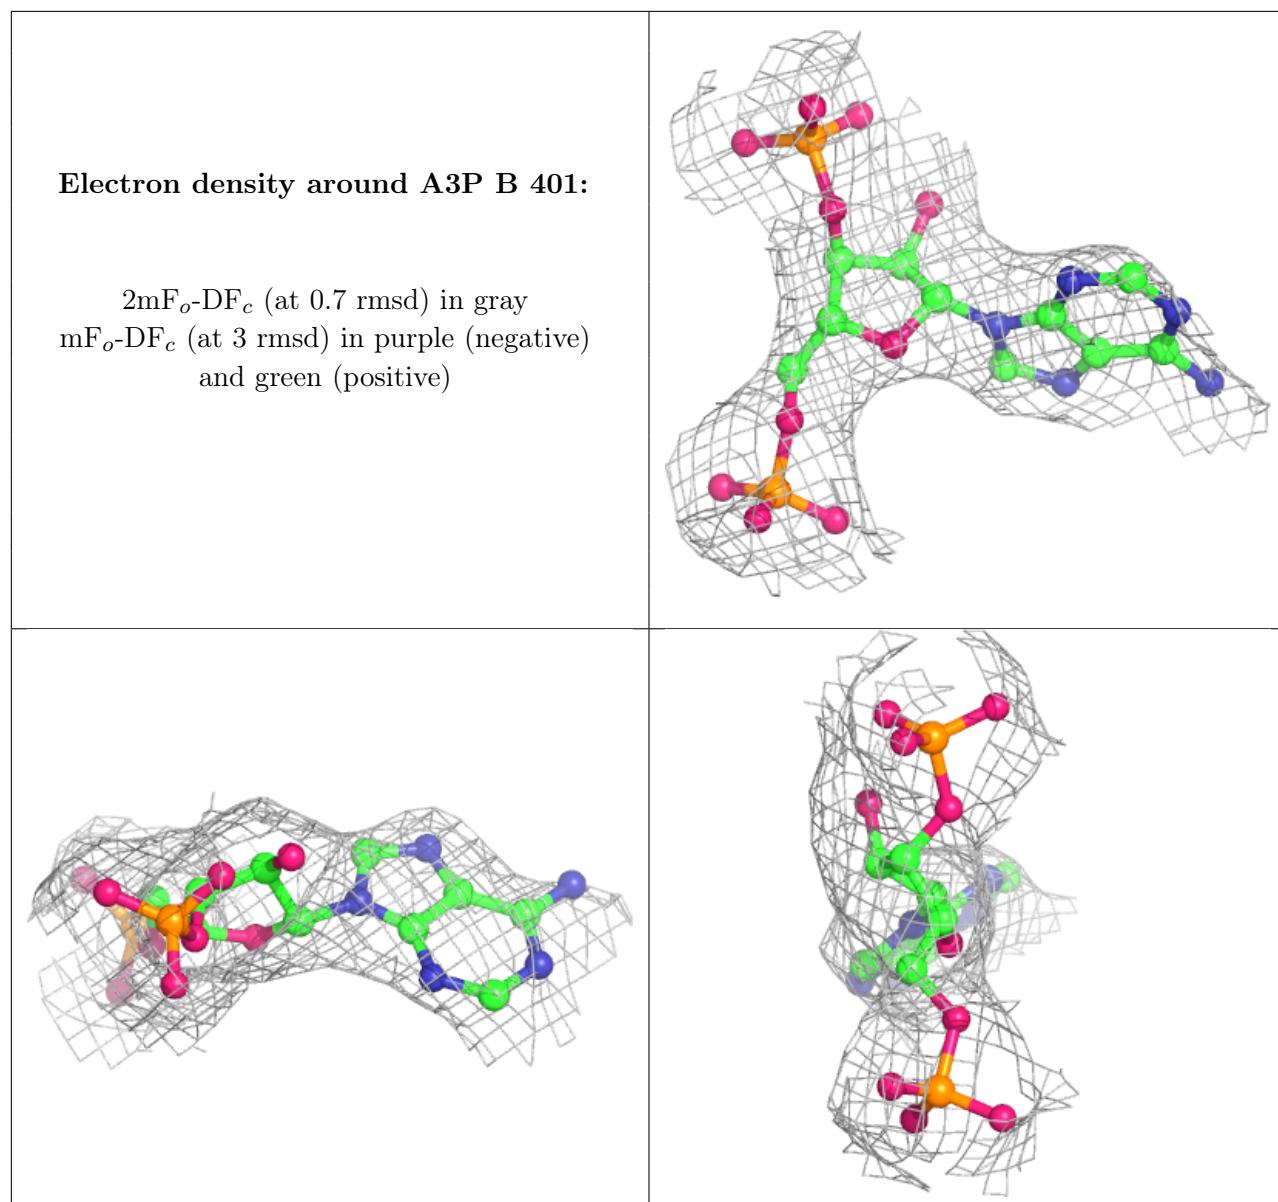 Electron density around A3P B 401:
2mFo-DFc (at 0.7 rmsd) in gray
mFo-DFc (at 3 rmsd) in purple (negative)
and green (positive)